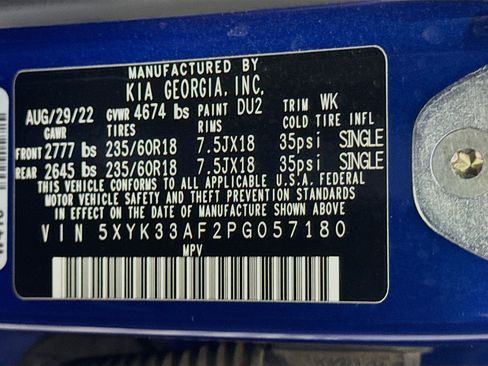 MANUFACTURED BY
KIA GEORGIA, INC.
AUG/29/22 GVWR 4674 lbs PAINT DU2 TRIM WK
GAWR TIRES RIMS COLD TIRE INFL
FRONT 2777 lbs 235/60R18 7.5JX18 35psi SINGLE
REAR 2645 lbs 235/60R18 7.5JX18 35psi SINGLE
THIS VEHICLE CONFORMS TO ALL APPLICABLE U.S.A. FEDERAL
MOTOR VEHICLE SAFETY AND THEFT PREVENTION STANDARDS
IN EFFECT ON THE DATE OF MANUFACTURE SHOWN ABOVE.
VIN 5XYK33AF2PG057180
MPV